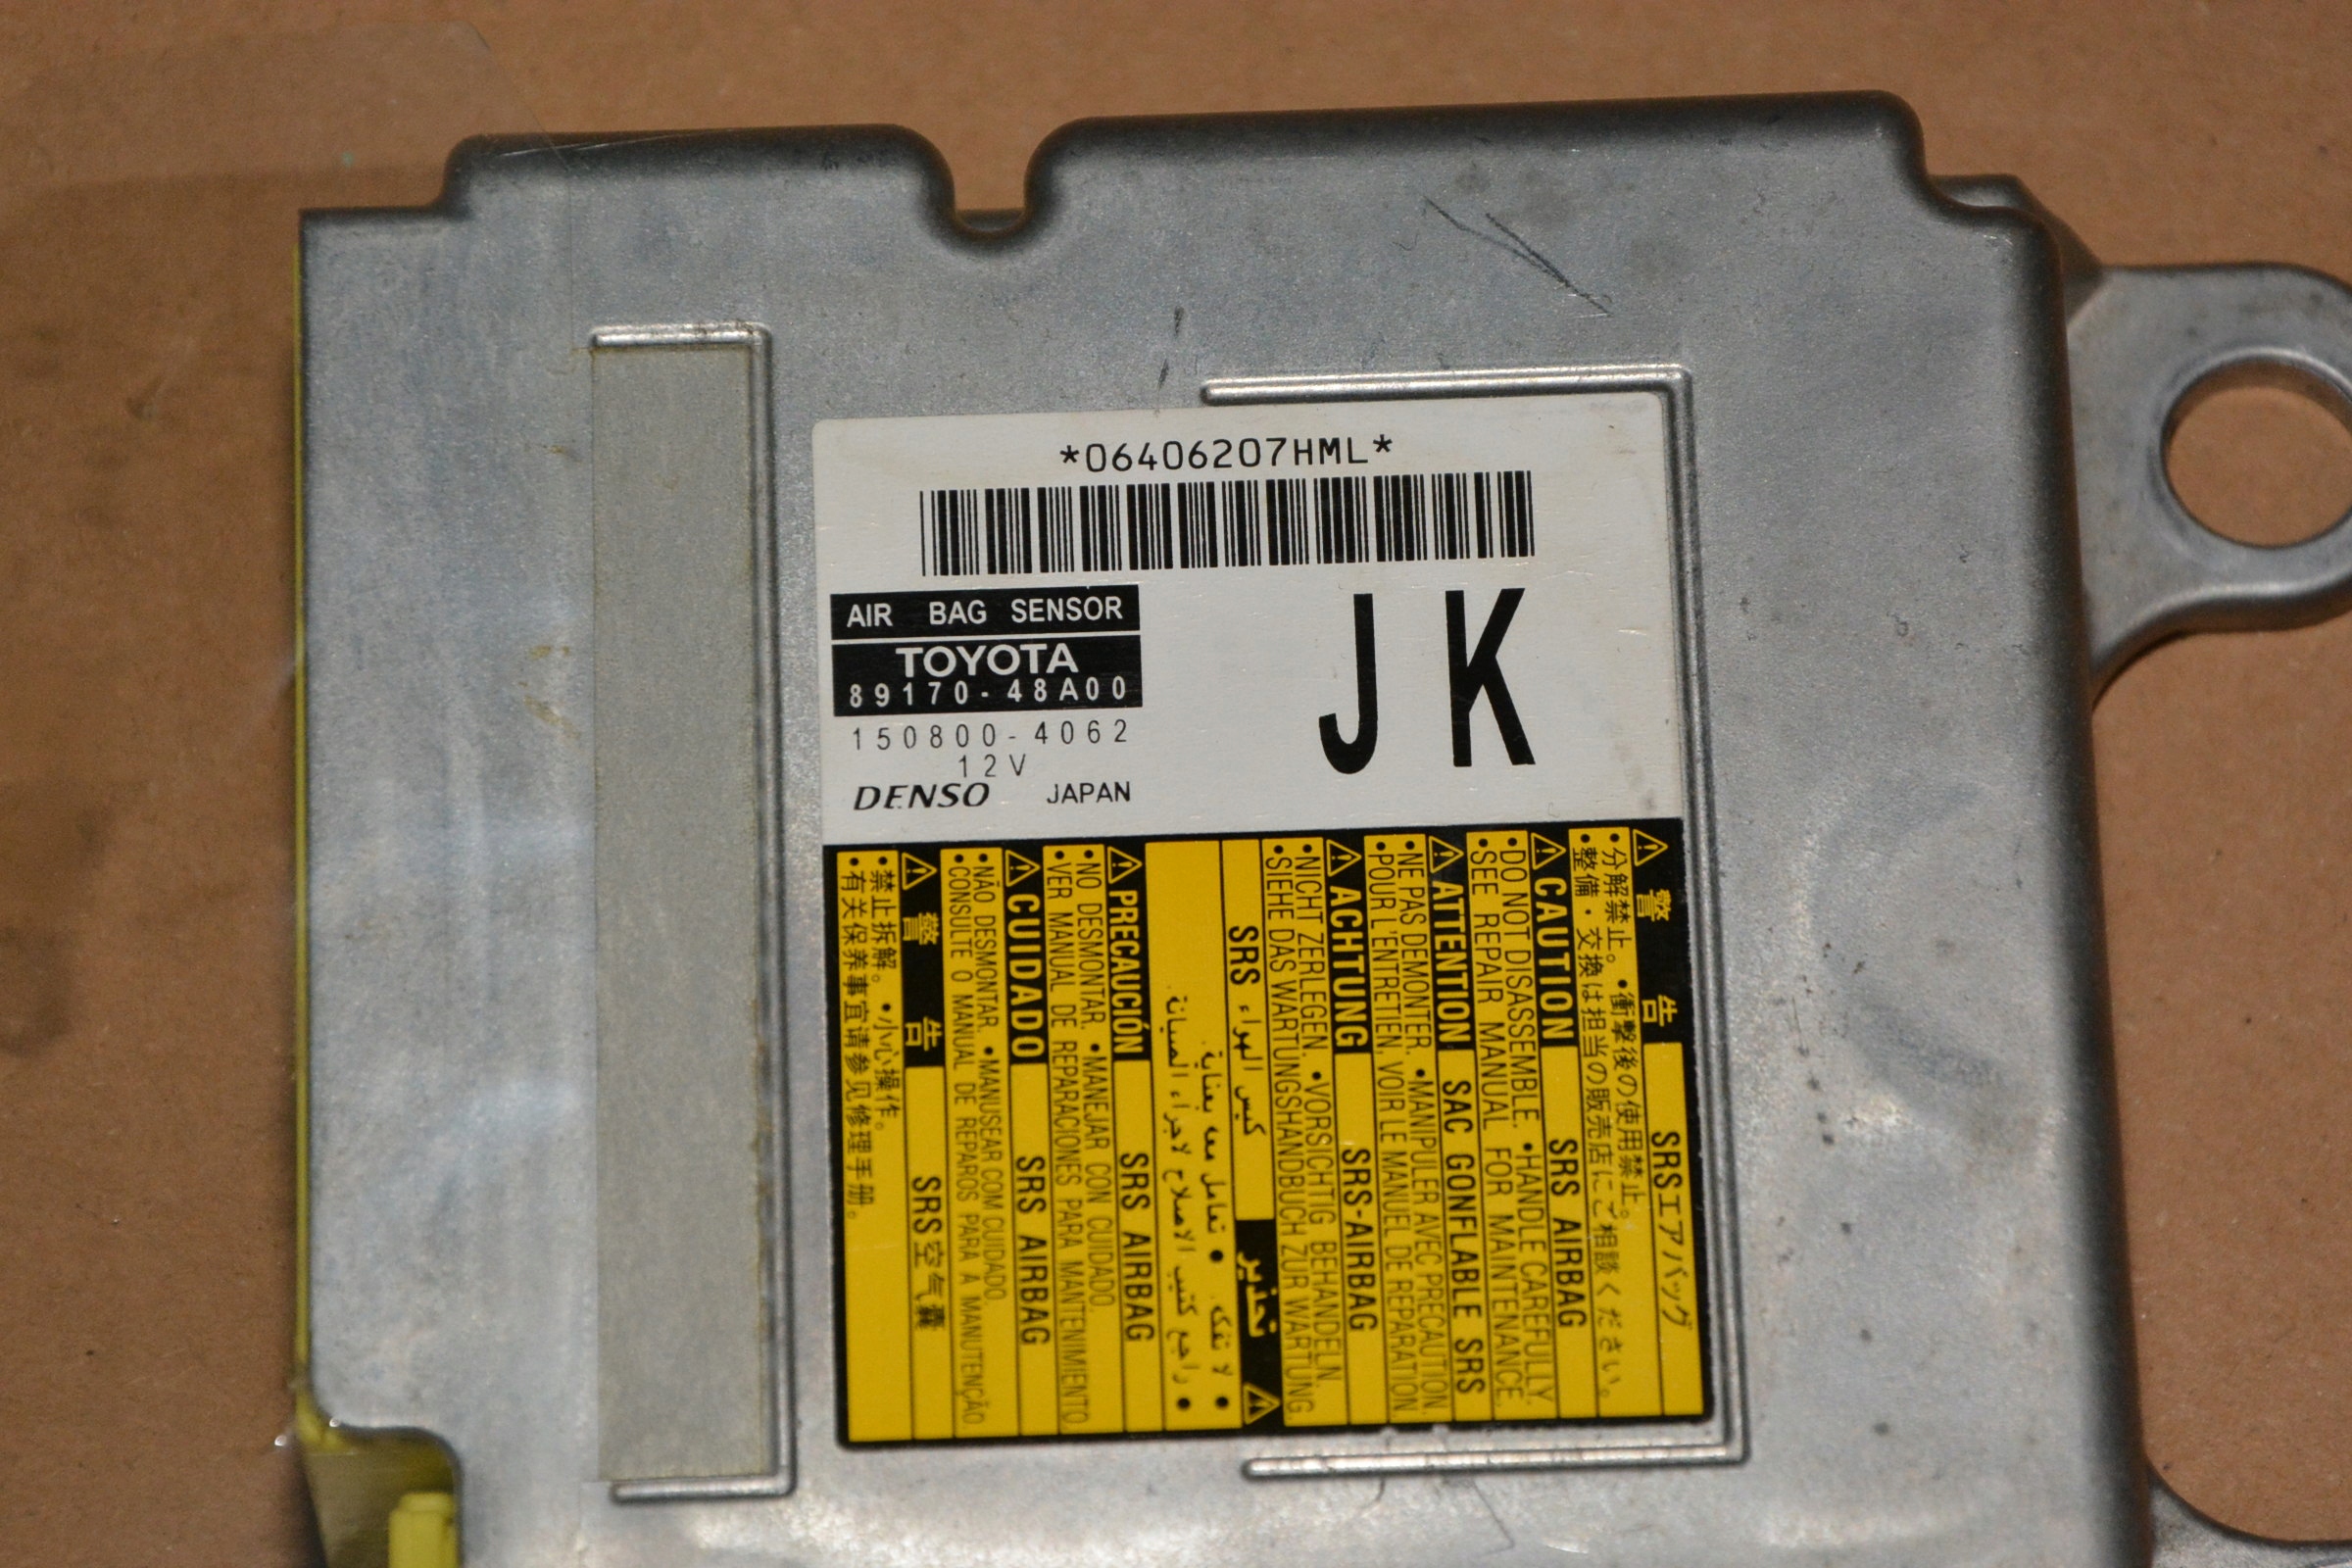 *06406207HML*
AIR BAG SENSOR
TOYOTA
89170-48A00
150800-4062
12V
DENSO JAPAN
JK
⚠警告 SRSエアバッグ
•分解禁止。 •衝撃後の使用禁止。
•整備・交換は担当の販売店にご相談ください。
⚠CAUTION SRS AIRBAG
•DO NOT DISASSEMBLE. •HANDLE CAREFULLY.
•SEE REPAIR MANUAL FOR MAINTENANCE.
⚠ATTENTION SAC GONFLABLE SRS
•NE PAS DEMONTER. •MANIPULER AVEC PRECAUTION.
•POUR L'ENTRETIEN, VOIR LE MANUEL DE REPARATION.
⚠ACHTUNG SRS-AIRBAG
•NICHT ZERLEGEN. •VORSICHTIG BEHANDELN.
•SIEHE DAS WARTUNGSHANDBUCH ZUR WARTUNG.
⚠ تحذير كيس الهواء SRS
• لا تفكك. • تعامل معه بعناية.
• راجع كتيب الاصلاح لاجراء الصيانة
⚠PRECAUCIÓN SRS AIRBAG
•NO DESMONTAR. •MANEJAR CON CUIDADO.
•VER MANUAL DE REPARACIONES PARA MANTENIMIENTO.
⚠CUIDADO SRS AIRBAG
•NÃO DESMONTAR. •MANUSEAR COM CUIDADO.
•CONSULTE O MANUAL DE REPAROS PARA A MANUTENÇÃO.
⚠警告 SRS空气囊
•禁止拆解。 •小心操作。
•有关保养事宜请参见修理手册。